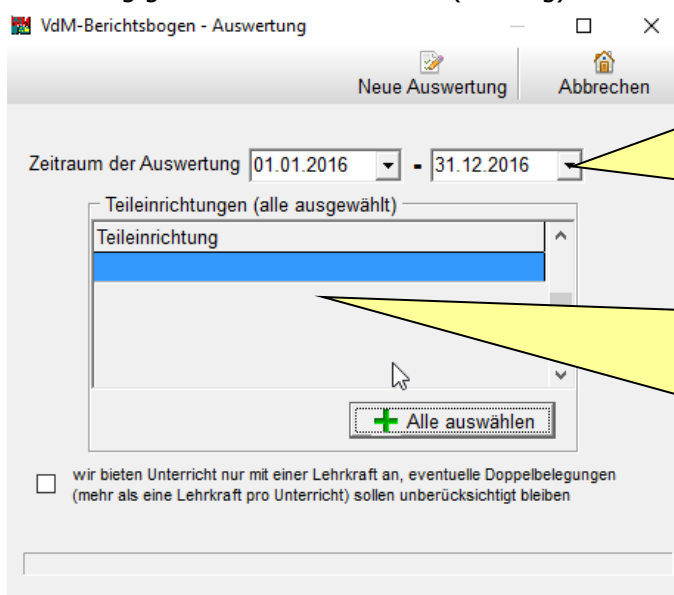 VdM-Berichtsbogen - Auswertung
Neue Auswertung Abbrechen
Zeitraum der Auswertung 01.01.2016 - 31.12.2016
Teileinrichtungen (alle ausgewählt)
Teileinrichtung
Alle auswählen
wir bieten Unterricht nur mit einer Lehrkraft an, eventuelle Doppelbelegungen
(mehr als eine Lehrkraft pro Unterricht) sollen unberücksichtigt bleiben